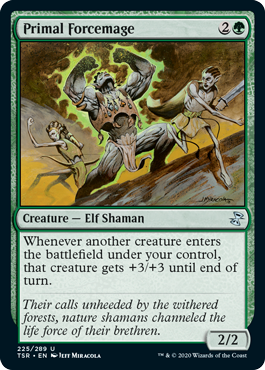 Primal Forcemage 2
J.MIRACOLA
Creature — Elf Shaman
Whenever another creature enters
the battlefield under your control,
that creature gets +3/+3 until end of
turn.
Their calls unheeded by the withered
forests, nature shamans channeled the
life force of their brethren.
2/2
225/289 U
TSR • EN Jeff Miracola
™ & © 2020 Wizards of the Coast